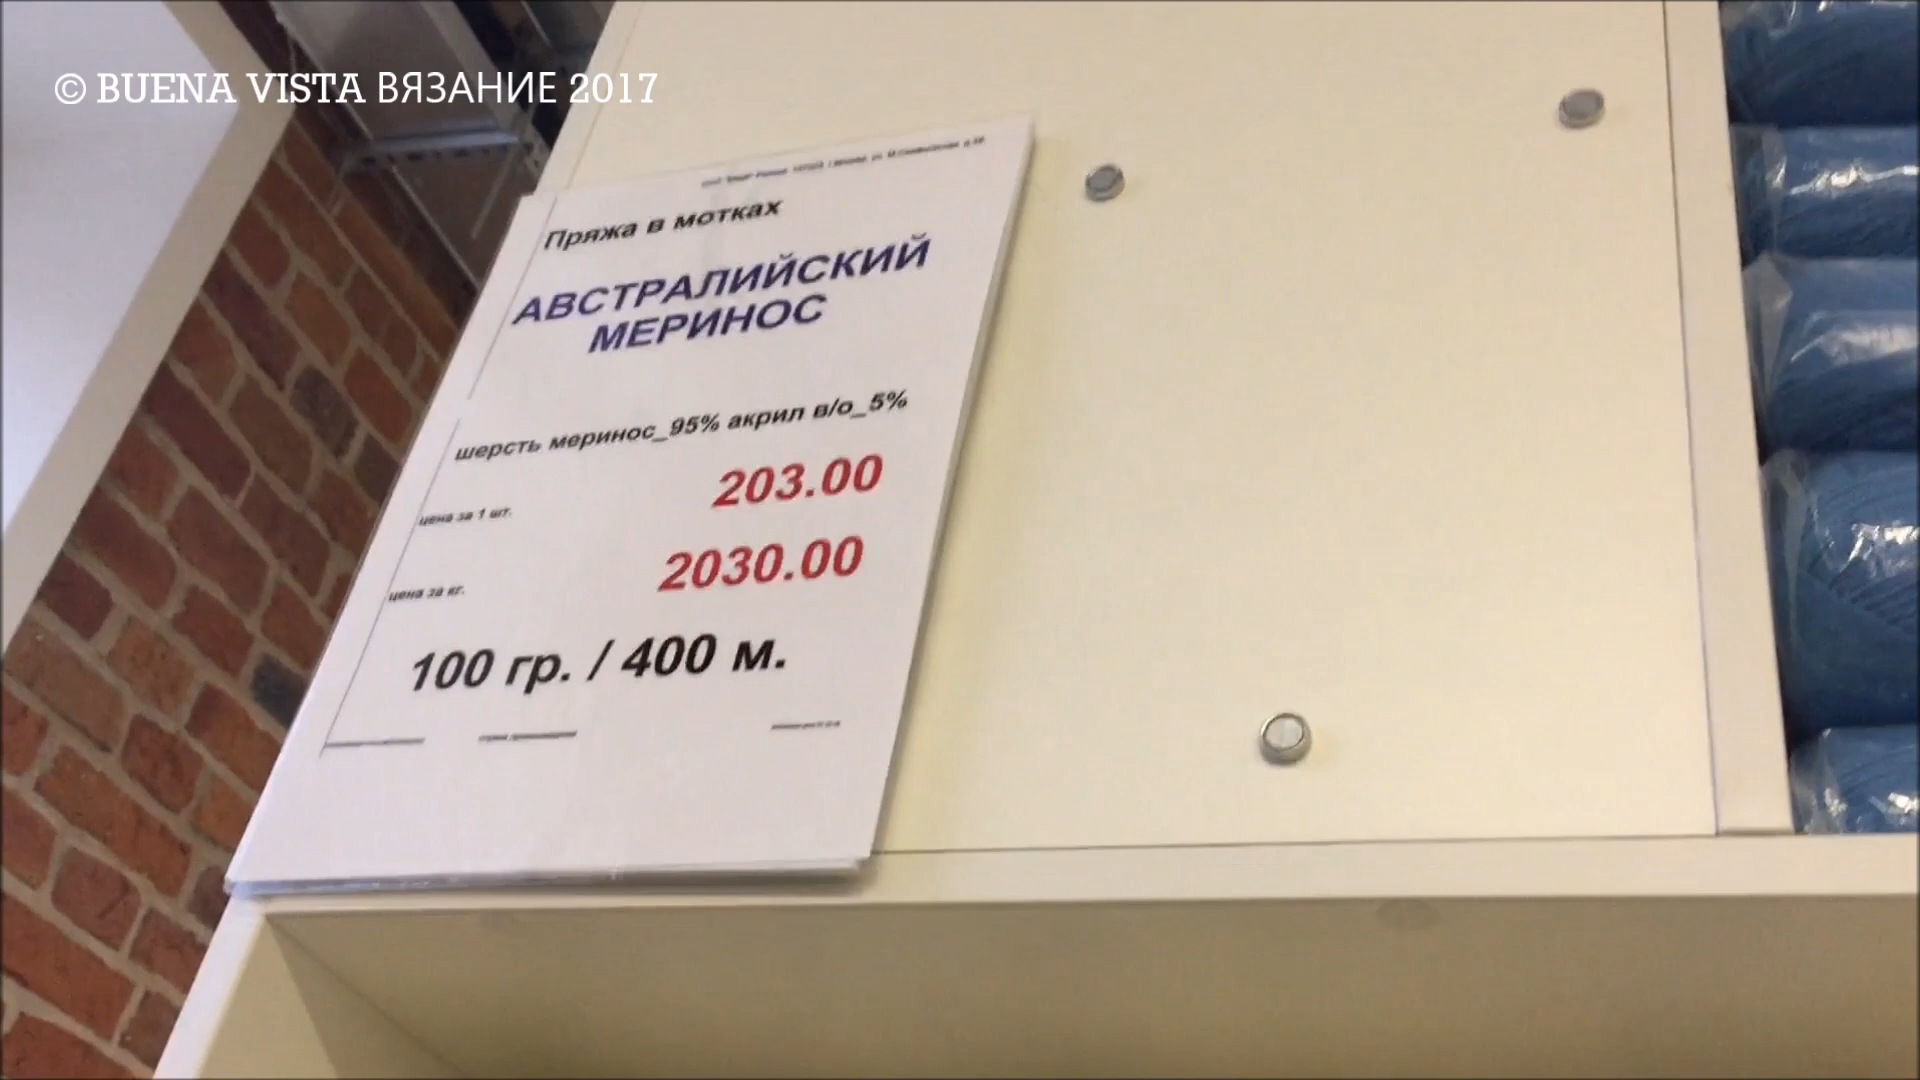 © BUENA VISTA ВЯЗАНИЕ 2017
Пряжа в мотках
АВСТРАЛИЙСКИЙ
МЕРИНОС
шерсть меринос_95% акрил в/о_5%
203.00
цена за 1 шт.
2030.00
цена за кг.
100 гр. / 400 м.